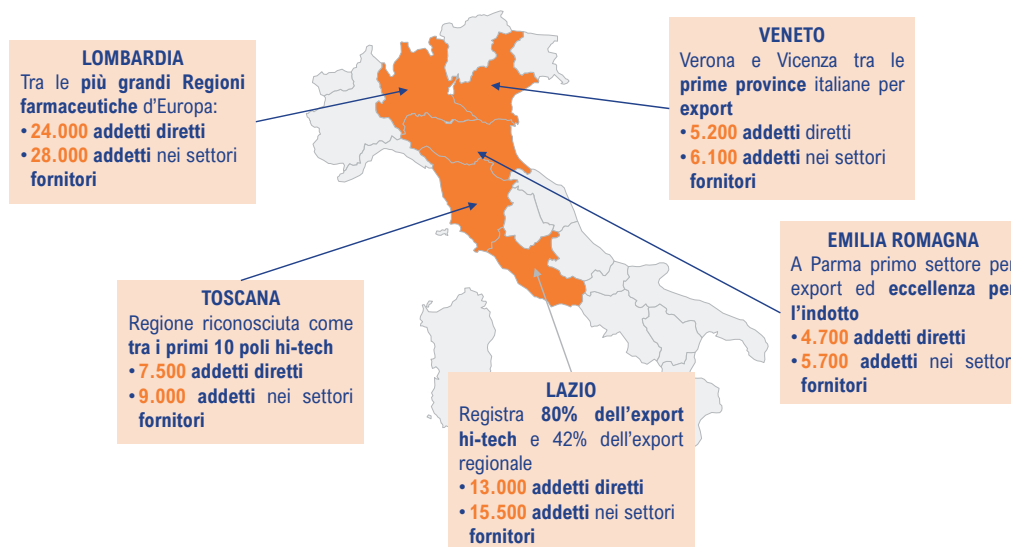 LOMBARDIA
Tra le più grandi Regioni
farmaceutiche d'Europa:
• 24.000 addetti diretti
• 28.000 addetti nei settori
fornitori
VENETO
Verona e Vicenza tra le
prime province italiane per
export
• 5.200 addetti diretti
• 6.100 addetti nei settori
fornitori
EMILIA ROMAGNA
A Parma primo settore per
export ed eccellenza per
l'indotto
• 4.700 addetti diretti
• 5.700 addetti nei settori
fornitori
TOSCANA
Regione riconosciuta come
tra i primi 10 poli hi-tech
• 7.500 addetti diretti
• 9.000 addetti nei settori
fornitori
LAZIO
Registra 80% dell'export
hi-tech e 42% dell'export
regionale
• 13.000 addetti diretti
• 15.500 addetti nei settori
fornitori